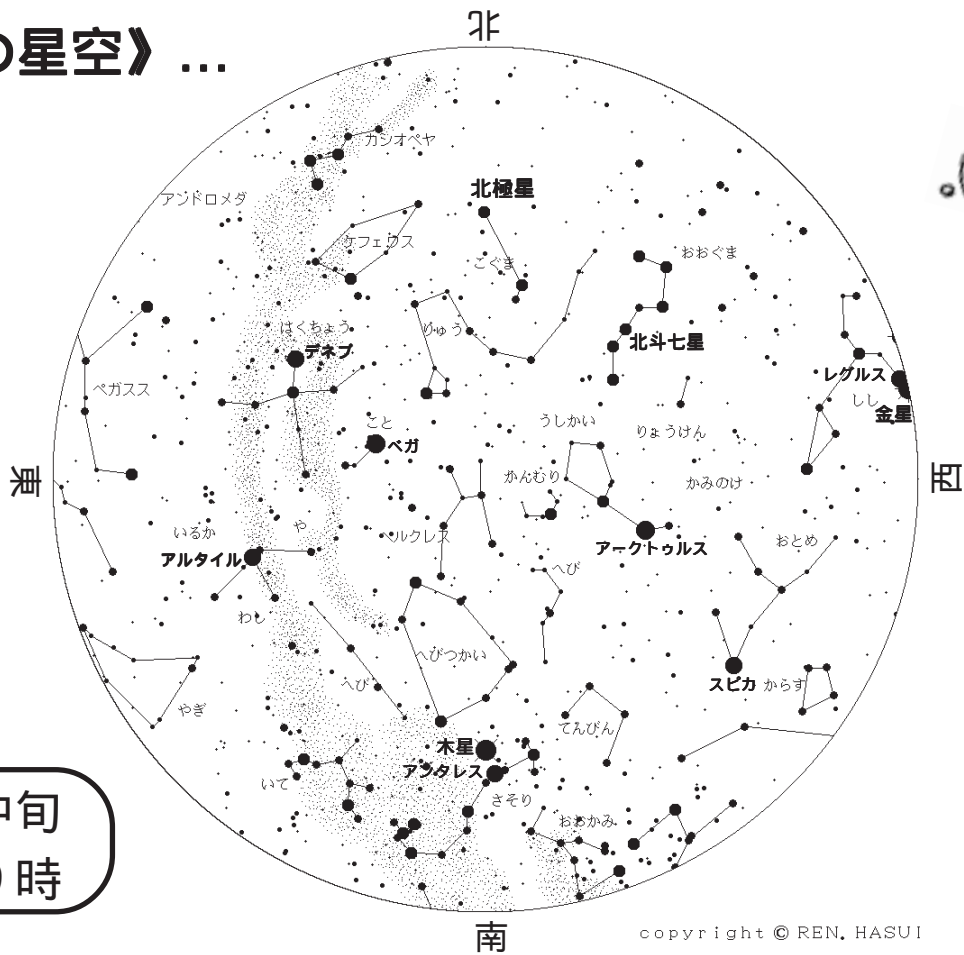 の星空》…
北
カシオペヤ
アンドロメダ
北極星
ケフェウス
こぐま
おおぐま
はくちょう
りゅう
デネブ
北斗七星
レグルス
ペガスス
しし
金星
こと
うしかい
りょうけん
ベガ
東
かんむり
かみのけ
西
いるか
や
ヘルクレス
アークトゥルス
おとめ
アルタイル
へび
わし
へびつかい
へび
スピカ
からす
やぎ
てんびん
木星
アンタレス
いて
さそり
おおかみ
中旬
時
南
copyright © REN. HASUI